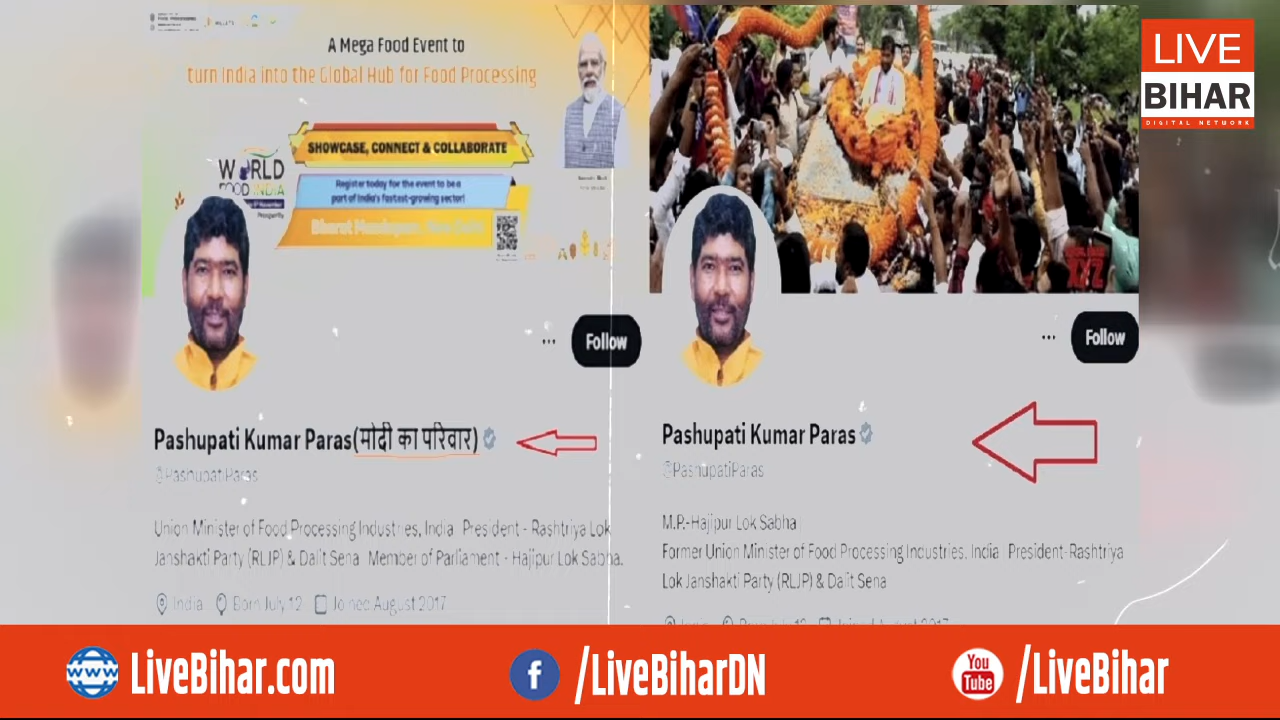 A Mega Food Event to
turn India into the Global Hub for Food Processing
SHOWCASE, CONNECT & COLLABORATE
WORLD
FOOD INDIA
Register today for the event to be a
part of India's fastest-growing sector!
Prosperity
Bharat Mandapam, New Delhi
Follow
Pashupati Kumar Paras(मोदी का परिवार)
@PashupatiParas
Union Minister of Food Processing Industries, India President - Rashtriya Lok
Janshakti Party (RLJP) & Dalit Sena Member of Parliament - Hajipur Lok Sabha.
India Born July 12 Joined August 2017
Follow
Pashupati Kumar Paras
@PashupatiParas
M.P.-Hajipur Lok Sabha
Former Union Minister of Food Processing Industries, India President-Rashtriya
Lok Janshakti Party (RLJP) & Dalit Sena
LIVE
BIHAR
DIGITAL NETWORK
www LiveBihar.com
f /LiveBiharDN
You Tube /LiveBihar